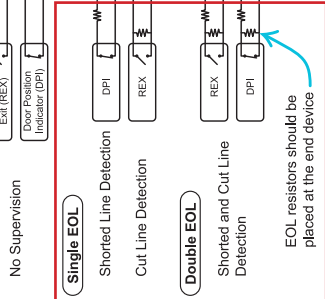 Exit (REX)
Door Position
Indicator (DPI)
No Supervision
Single EOL
DPI
Shorted Line Detection
REX
Cut Line Detection
Double EOL
REX
DPI
Shorted and Cut Line
Detection
EOL resistors should be
placed at the end device